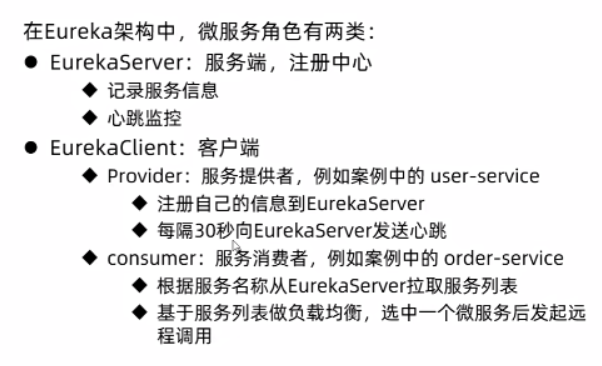 在Eureka架构中，微服务角色有两类：
● EurekaServer：服务端，注册中心
◆ 记录服务信息
◆ 心跳监控
● EurekaClient：客户端
◆ Provider：服务提供者，例如案例中的 user-service
◆ 注册自己的信息到EurekaServer
◆ 每隔30秒向EurekaServer发送心跳
◆ consumer：服务消费者，例如案例中的 order-service
◆ 根据服务名称从EurekaServer拉取服务列表
◆ 基于服务列表做负载均衡，选中一个微服务后发起远
程调用